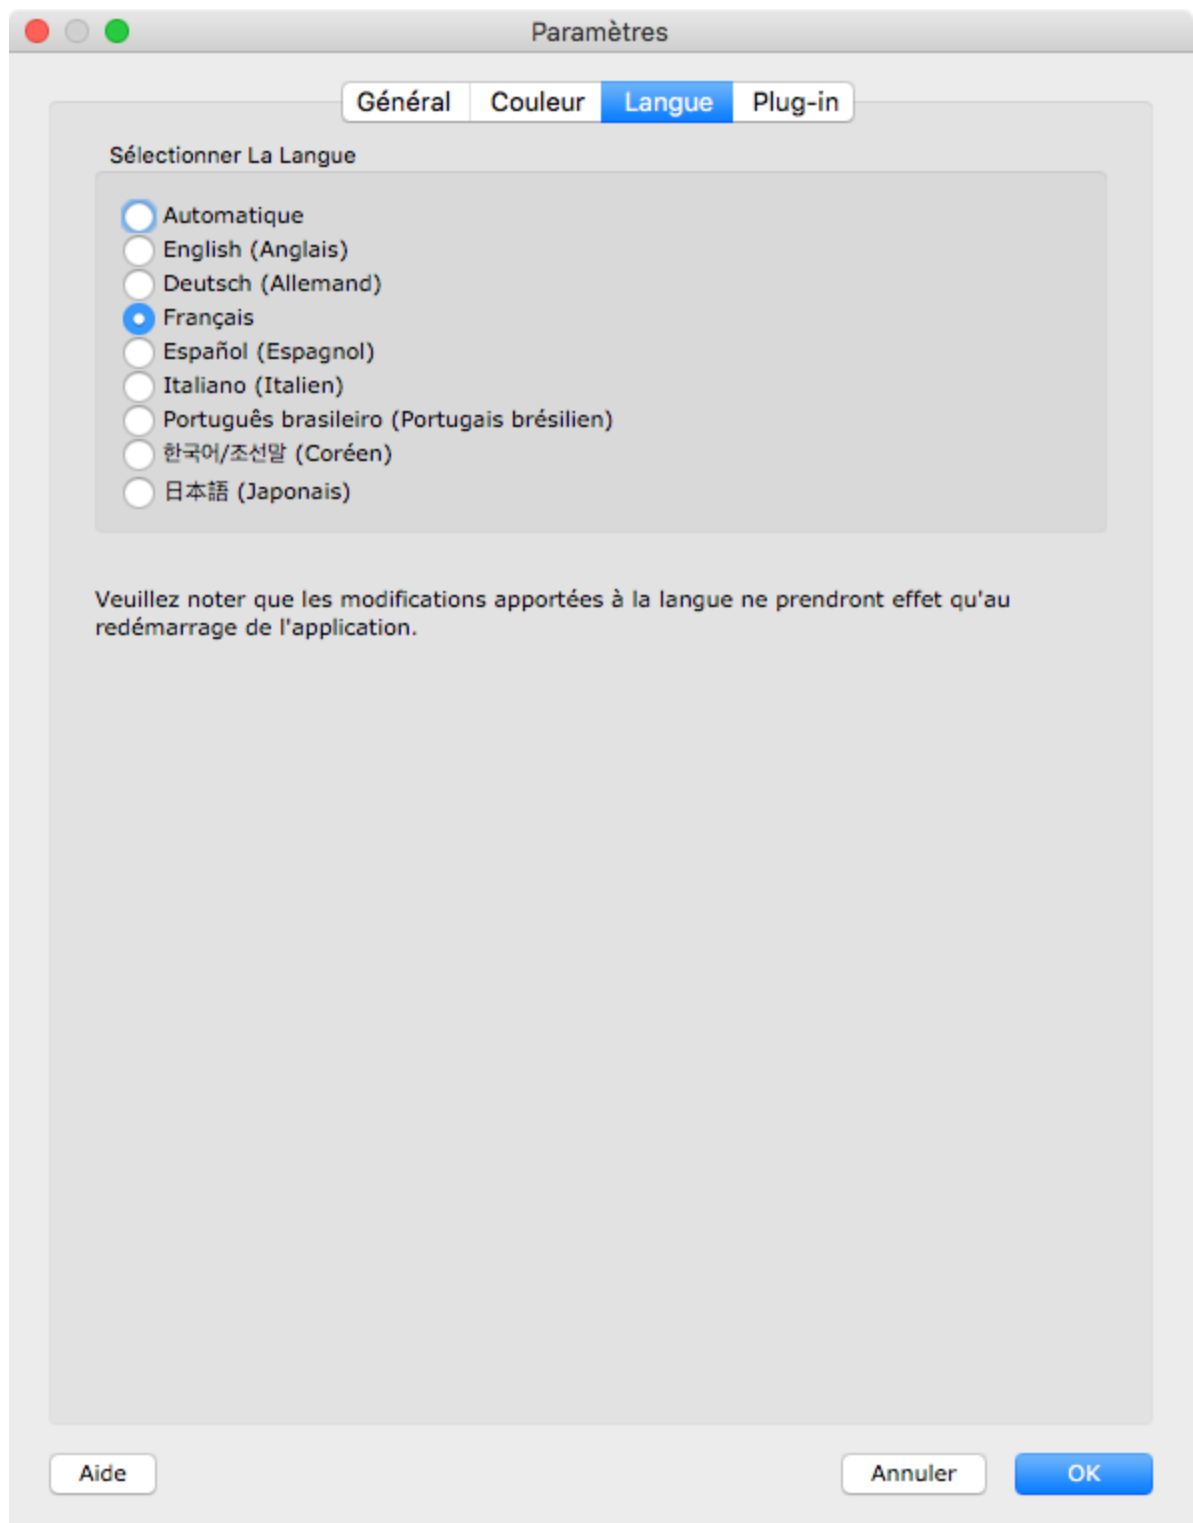 Paramètres
Général Couleur Langue Plug-in
Sélectionner La Langue
Automatique
English (Anglais)
Deutsch (Allemand)
Français
Español (Espagnol)
Italiano (Italien)
Português brasileiro (Portugais brésilien)
한국어/조선말 (Coréen)
日本語 (Japonais)
Veuillez noter que les modifications apportées à la langue ne prendront effet qu'au
redémarrage de l'application.
Aide Annuler OK